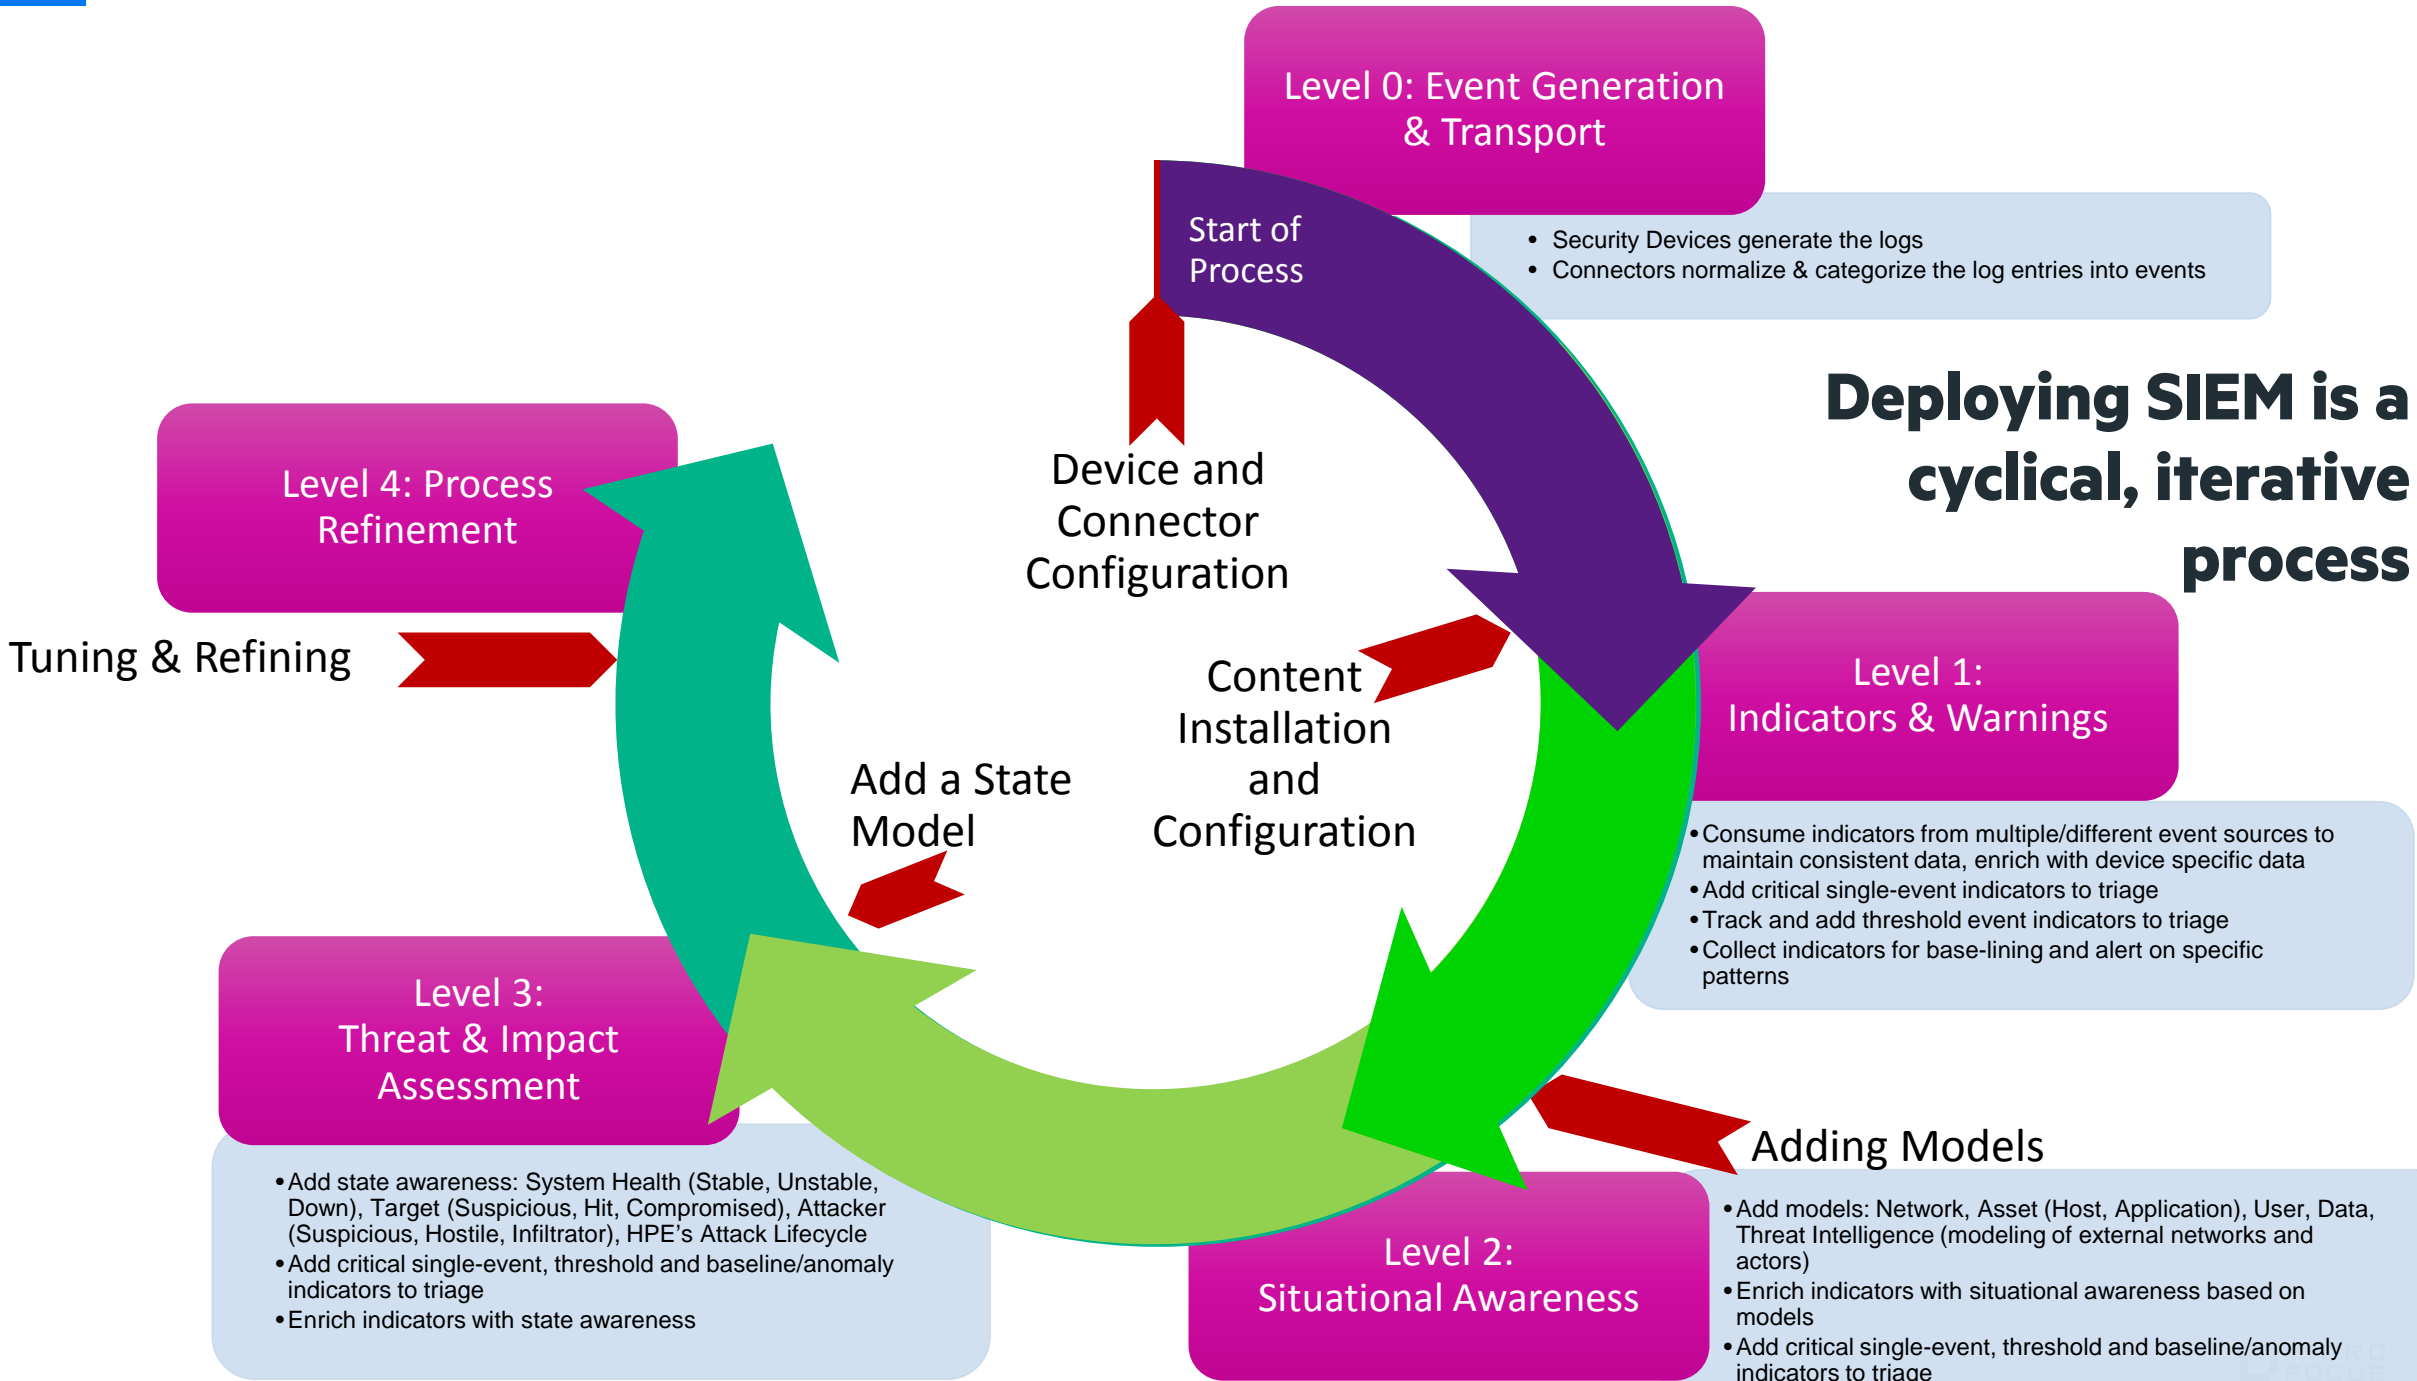 Level 0: Event Generation
& Transport
Start of
Process
• Security Devices generate the logs
• Connectors normalize & categorize the log entries into events
Deploying SIEM is a
cyclical, iterative
process
Device and
Connector
Configuration
Level 4: Process
Refinement
Tuning & Refining
Content
Installation
and
Configuration
Level 1:
Indicators & Warnings
Add a State
Model
• Consume indicators from multiple/different event sources to
maintain consistent data, enrich with device specific data
• Add critical single-event indicators to triage
• Track and add threshold event indicators to triage
• Collect indicators for base-lining and alert on specific
patterns
Level 3:
Threat & Impact
Assessment
• Add state awareness: System Health (Stable, Unstable,
Down), Target (Suspicious, Hit, Compromised), Attacker
(Suspicious, Hostile, Infiltrator), HPE’s Attack Lifecycle
• Add critical single-event, threshold and baseline/anomaly
indicators to triage
• Enrich indicators with state awareness
Adding Models
Level 2:
Situational Awareness
• Add models: Network, Asset (Host, Application), User, Data,
Threat Intelligence (modeling of external networks and
actors)
• Enrich indicators with situational awareness based on
models
• Add critical single-event, threshold and baseline/anomaly
indicators to triage